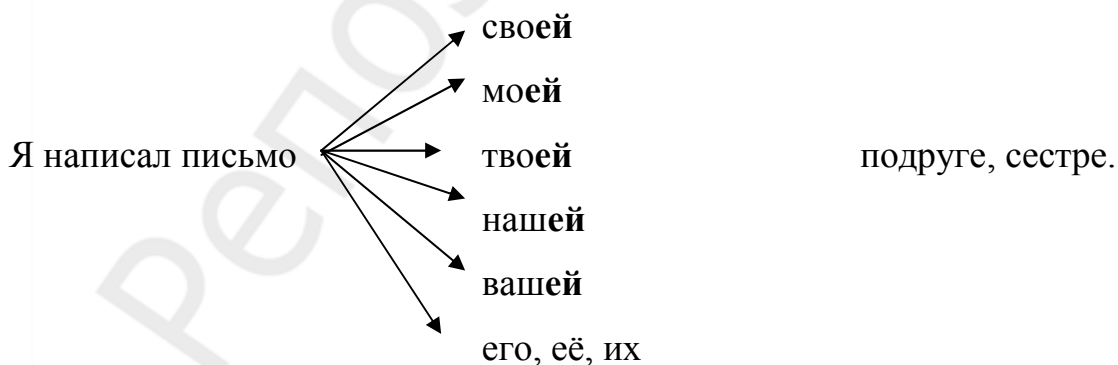 своей
моей
Я написал письмо твоей подруге, сестре.
нашей
вашей
его, её, их